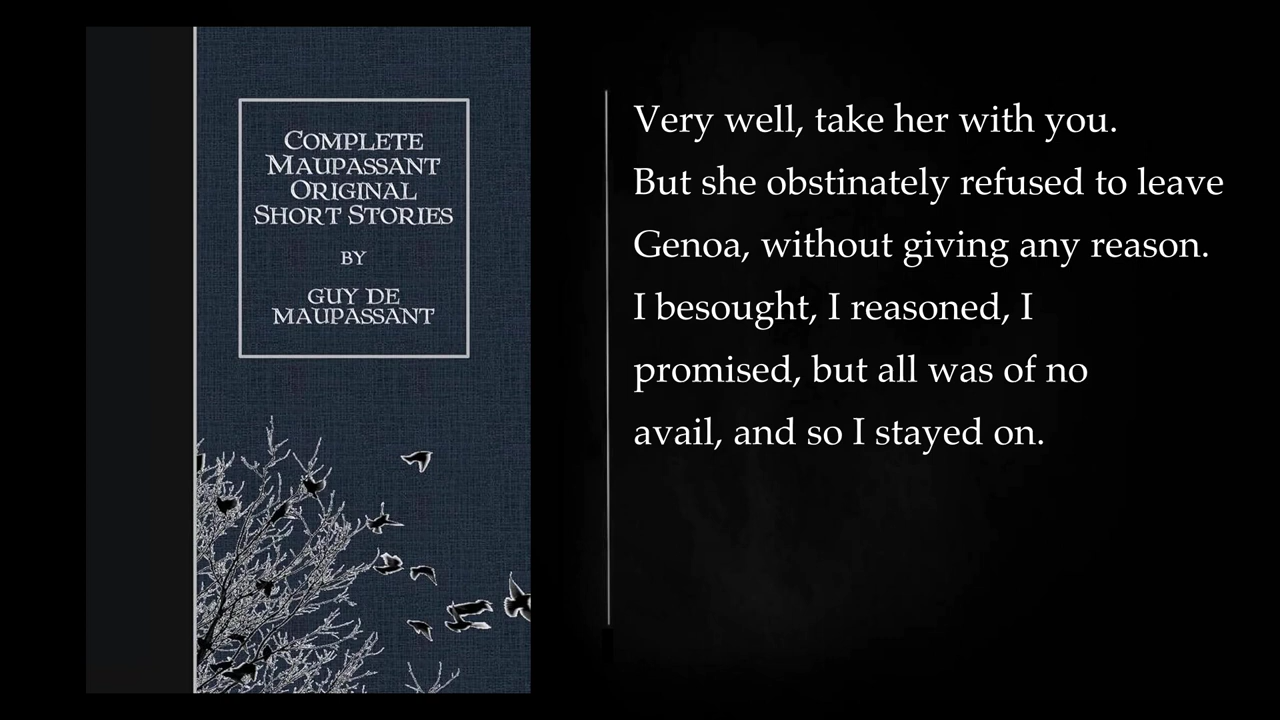 COMPLETE
MAUPASSANT
ORIGINAL
SHORT STORIES
BY
GUY DE
MAUPASSANT
Very well, take her with you.
But she obstinately refused to leave
Genoa, without giving any reason.
I besought, I reasoned, I
promised, but all was of no
avail, and so I stayed on.